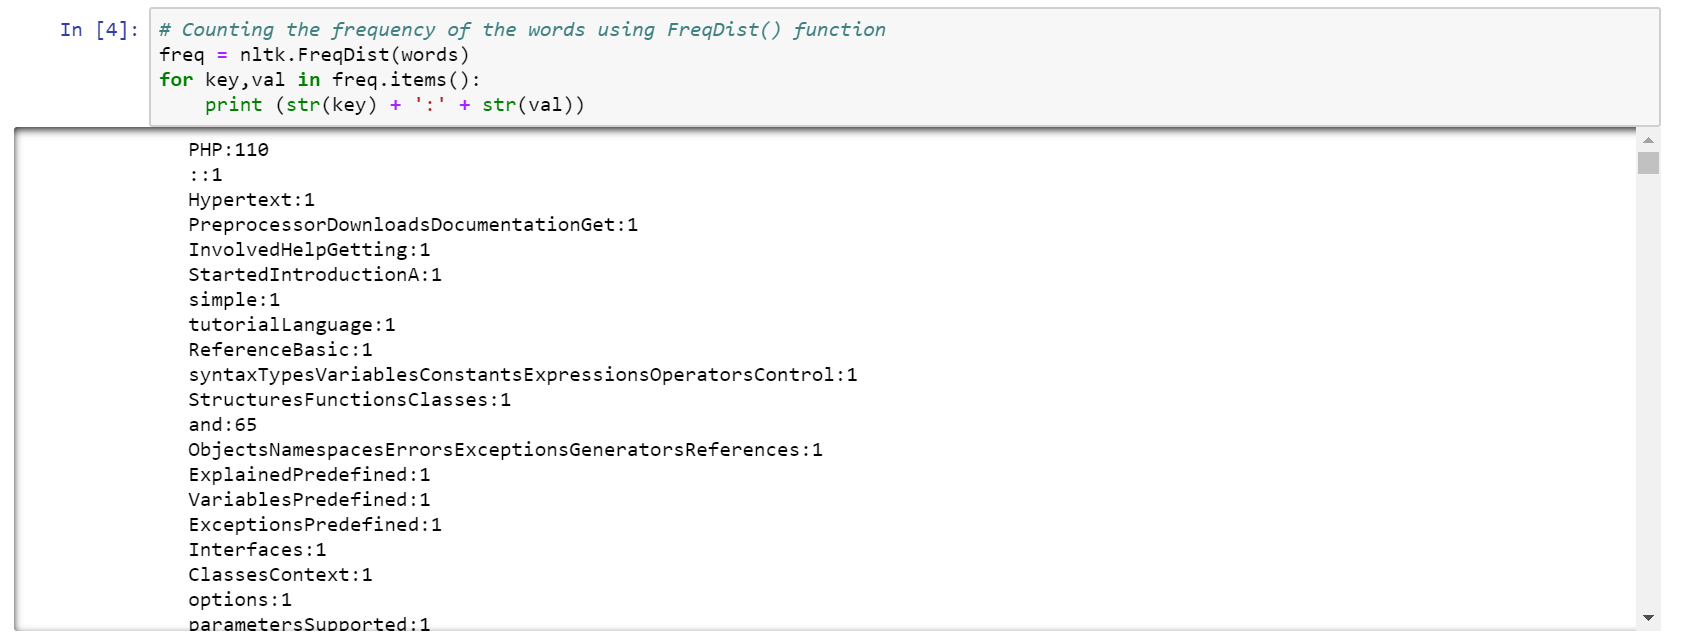 In [4]:
# Counting the frequency of the words using FreqDist() function
freq = nltk.FreqDist(words)
for key,val in freq.items():
    print (str(key) + ':' + str(val))
PHP:110
::1
Hypertext:1
PreprocessorDownloadsDocumentationGet:1
InvolvedHelpGetting:1
StartedIntroductionA:1
simple:1
tutorialLanguage:1
ReferenceBasic:1
syntaxTypesVariablesConstantsExpressionsOperatorsControl:1
StructuresFunctionsClasses:1
and:65
ObjectsNamespacesErrorsExceptionsGeneratorsReferences:1
ExplainedPredefined:1
VariablesPredefined:1
ExceptionsPredefined:1
Interfaces:1
ClassesContext:1
options:1
parametersSupported:1